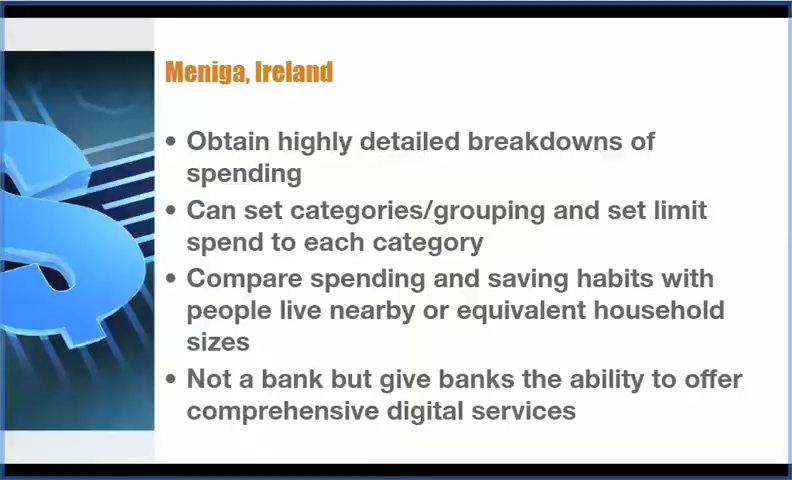 Meniga, Ireland
• Obtain highly detailed breakdowns of
spending
• Can set categories/grouping and set limit
spend to each category
• Compare spending and saving habits with
people live nearby or equivalent household
sizes
• Not a bank but give banks the ability to offer
comprehensive digital services